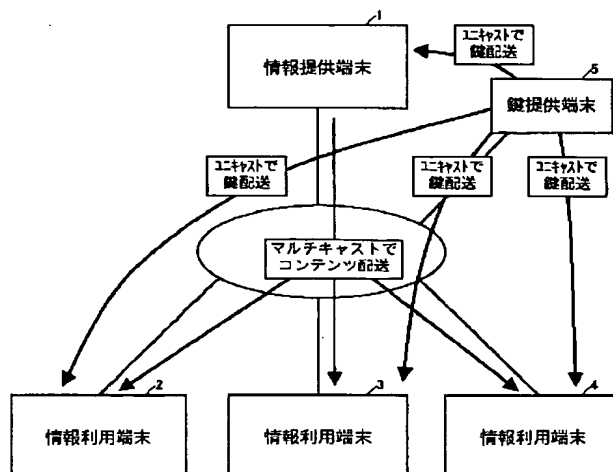 1
ユニキャストで
鍵配送
情報提供端末
5
鍵提供端末
ユニキャストで
鍵配送
ユニキャストで
鍵配送
ユニキャストで
鍵配送
マルチキャストで
コンテンツ配送
2
3
4
情報利用端末
情報利用端末
情報利用端末